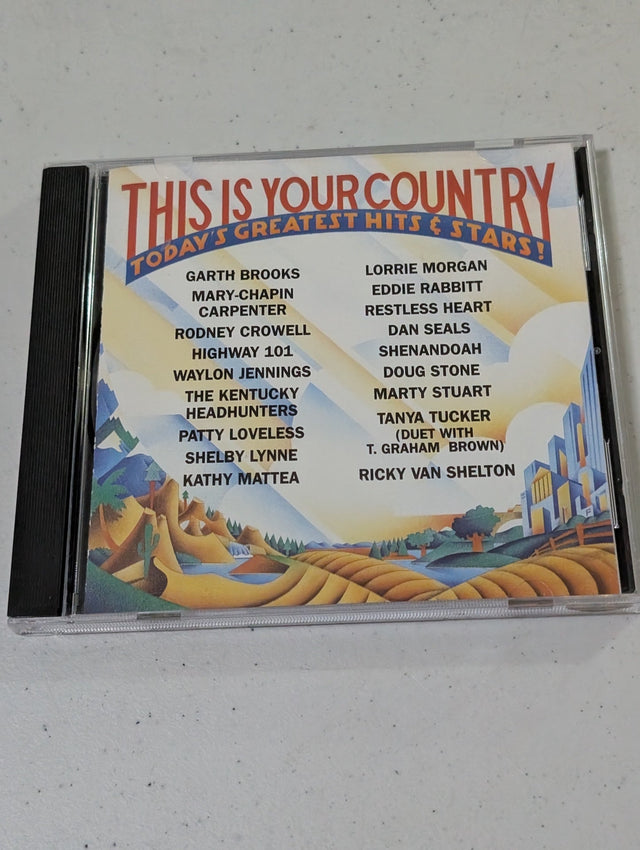 THIS IS YOUR COUNTRY
TODAY'S GREATEST HITS & STARS!
GARTH BROOKS
MARY-CHAPIN
CARPENTER
RODNEY CROWELL
HIGHWAY 101
WAYLON JENNINGS
THE KENTUCKY
HEADHUNTERS
PATTY LOVELESS
SHELBY LYNNE
KATHY MATTEA
LORRIE MORGAN
EDDIE RABBITT
RESTLESS HEART
DAN SEALS
SHENANDOAH
DOUG STONE
MARTY STUART
TANYA TUCKER
(DUET WITH
T. GRAHAM BROWN)
RICKY VAN SHELTON